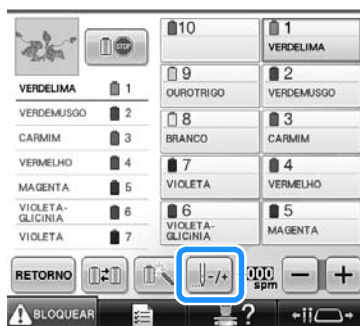 VERDELIMA 1
VERDEMUSGO 2
CARMIM 3
VERMELHO 4
MAGENTA 5
VIOLETA-
GLICINIA 6
VIOLETA 7
STOP
10
1
VERDELIMA
9
OUROTRIGO
2
VERDEMUSGO
8
BRANCO
3
CARMIM
7
VIOLETA
4
VERMELHO
6
VIOLETA-
GLICINIA
5
MAGENTA
RETORNO
-/+
000
spm
- +
BLOQUEAR
?